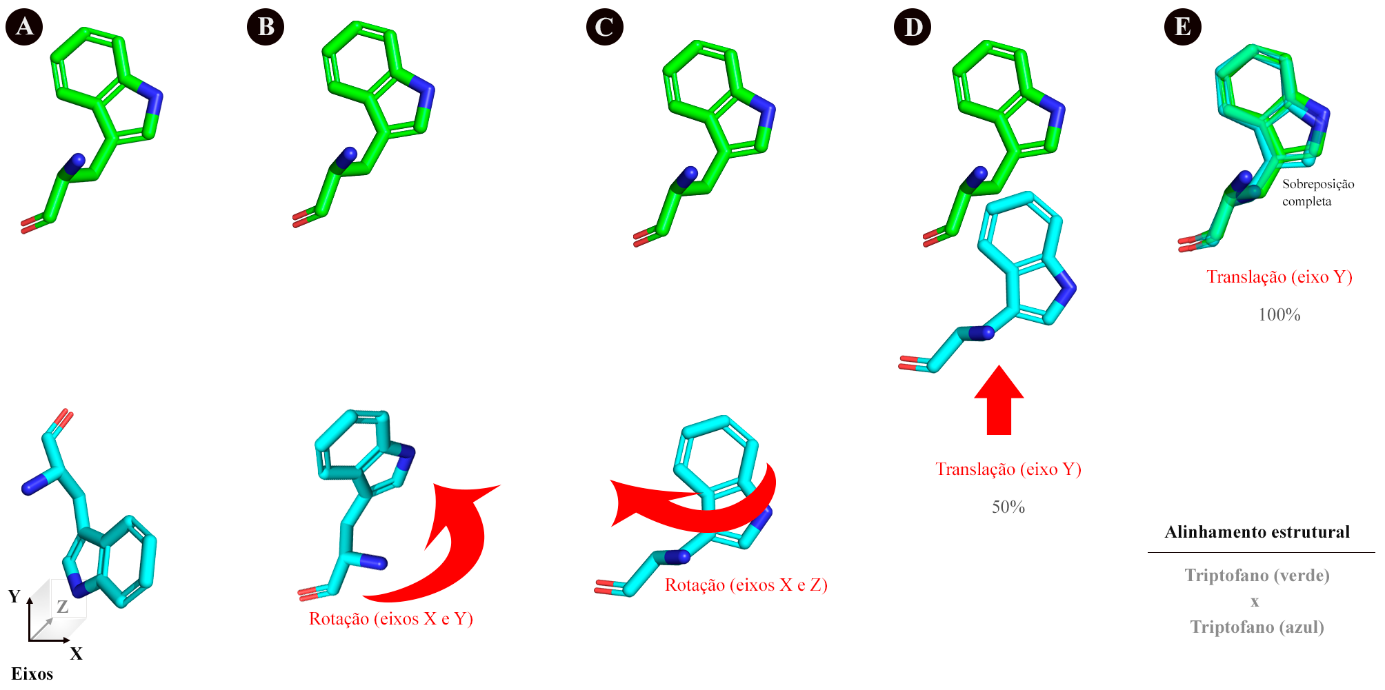 A
B
C
D
E
Sobreposição
completa
Translação (eixo Y)
100%
Translação (eixo Y)
50%
Rotação (eixos X e Z)
Rotação (eixos X e Y)
Alinhamento estrutural
Triptofano (verde)
x
Triptofano (azul)
Y
Z
X
Eixos